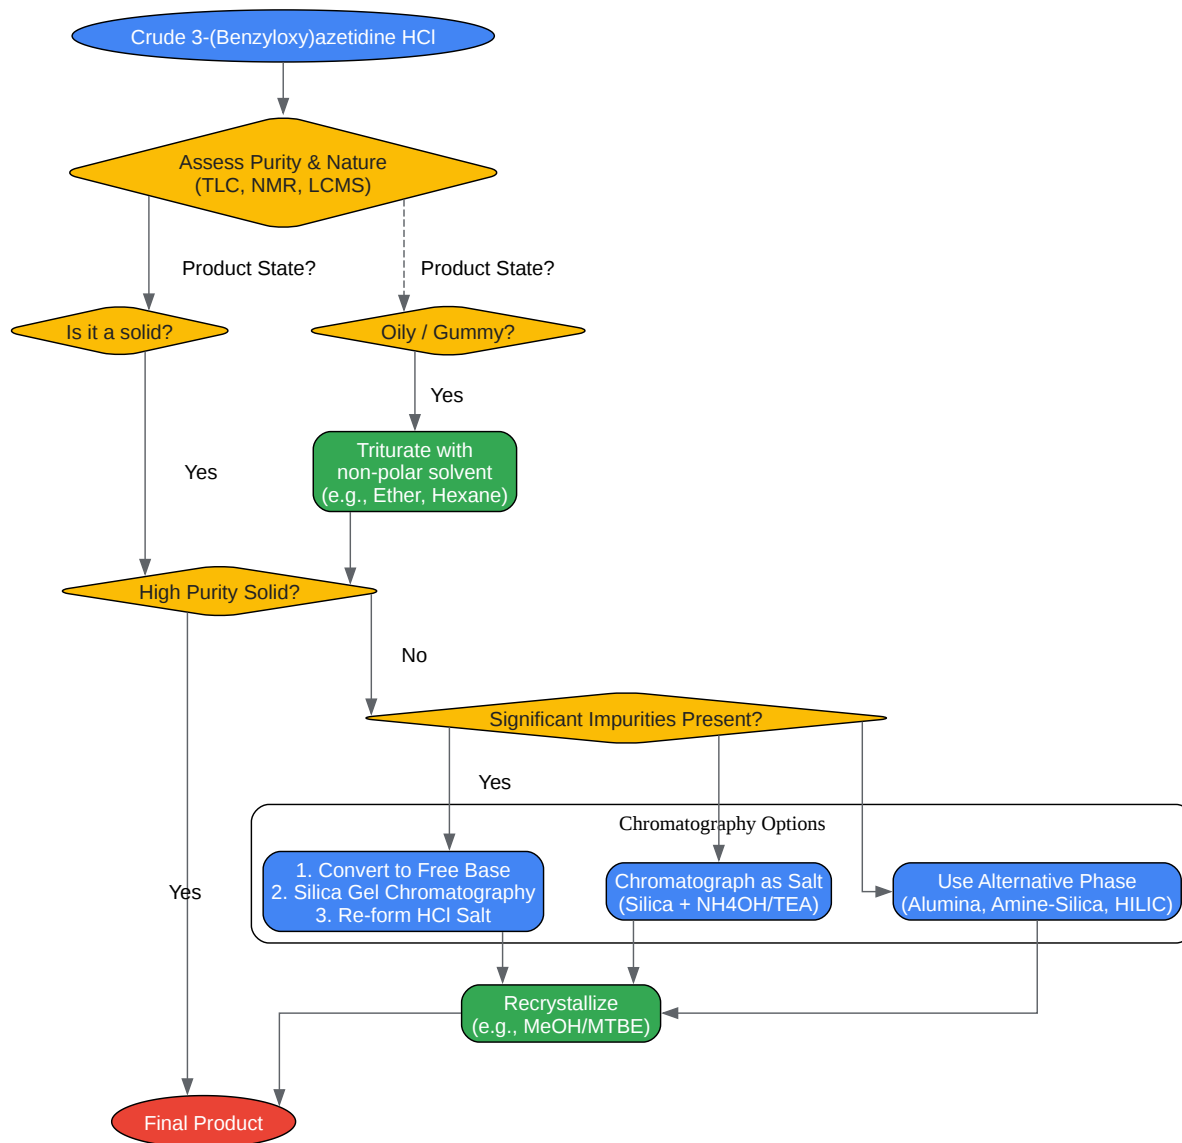 Crude 3-(Benzyloxy)azetidine HCl
Assess Purity & Nature
(TLC, NMR, LCMS)
Product State?
Product State?
Is it a solid?
Oily / Gummy?
Yes
Triturate with
non-polar solvent
(e.g., Ether, Hexane)
Yes
High Purity Solid?
No
Significant Impurities Present?
Yes
Chromatography Options
1. Convert to Free Base
2. Silica Gel Chromatography
3. Re-form HCl Salt
Chromatograph as Salt
(Silica + NH4OH/TEA)
Use Alternative Phase
(Alumina, Amine-Silica, HILIC)
Yes
Recrystallize
(e.g., MeOH/MTBE)
Final Product